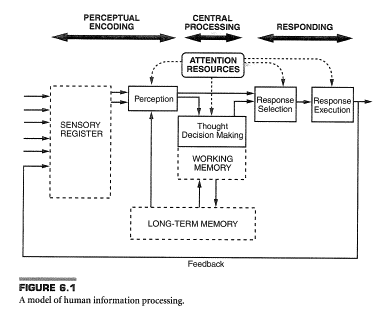 PERCEPTUAL
ENCODING
CENTRAL
PROCESSING
RESPONDING
ATTENTION
RESOURCES
SENSORY
REGISTER
Perception
Thought
Decision Making
WORKING
MEMORY
Response
Selection
Response
Execution
LONG-TERM MEMORY
Feedback
FIGURE 6.1
A model of human information processing.